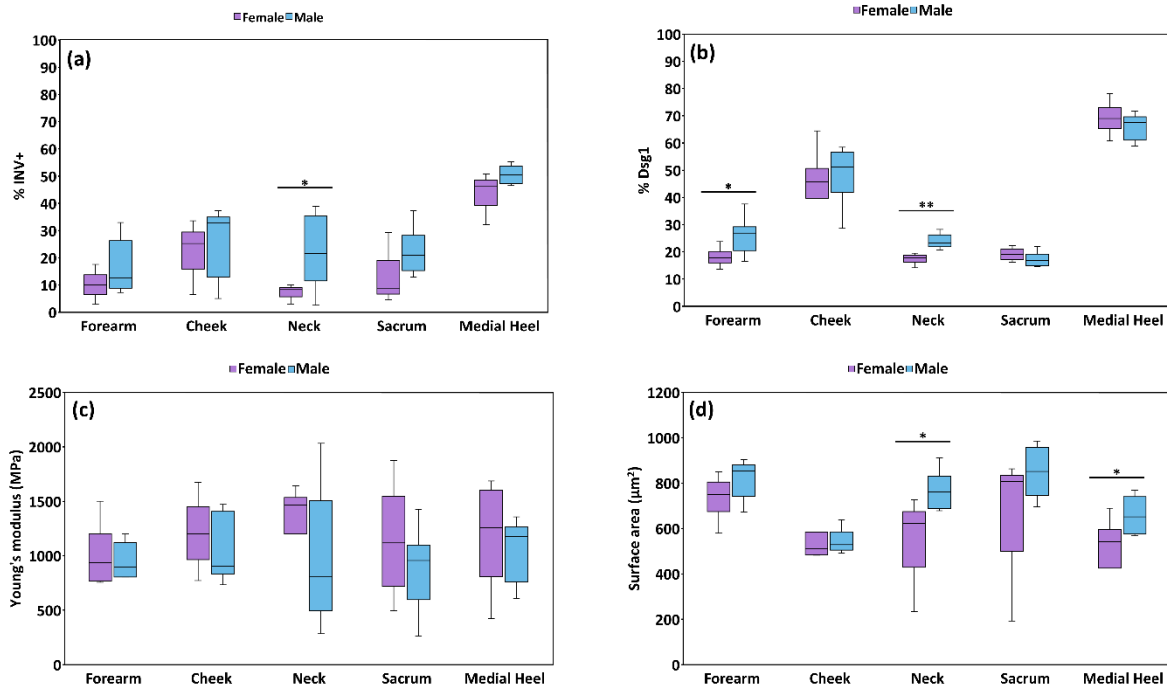 Female Male
(a)
100
90
80
70
60
50
40
30
20
10
0
% INV+
*
Forearm Cheek Neck Sacrum Medial Heel
Female Male
(b)
100
90
80
70
60
50
40
30
20
10
0
% Dsg1
*
**
Forearm Cheek Neck Sacrum Medial Heel
Female Male
(c)
2500
2000
1500
1000
500
0
Young's modulus (MPa)
Forearm Cheek Neck Sacrum Medial Heel
Female Male
(d)
1200
1000
800
600
400
200
0
Surface area (µm²)
*
*
Forearm Cheek Neck Sacrum Medial Heel